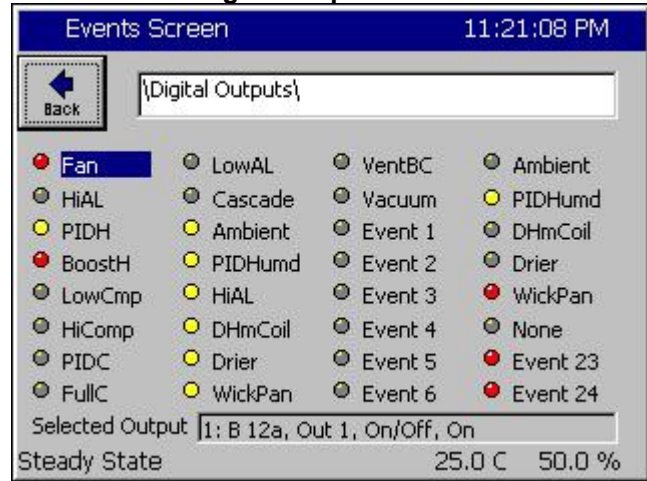 Events Screen 11:21:08 PM
Back
\Digital Outputs\
Fan LowAL VentBC Ambient
HiAL Cascade Vacuum PIDHumd
PIDH Ambient Event 1 DHmCoil
BoostH PIDHumd Event 2 Drier
LowCmp HiAL Event 3 WickPan
HiComp DHmCoil Event 4 None
PIDC Drier Event 5 Event 23
FullC WickPan Event 6 Event 24
Selected Output 1: B 12a, Out 1, On/Off, On
Steady State 25.0 C 50.0 %